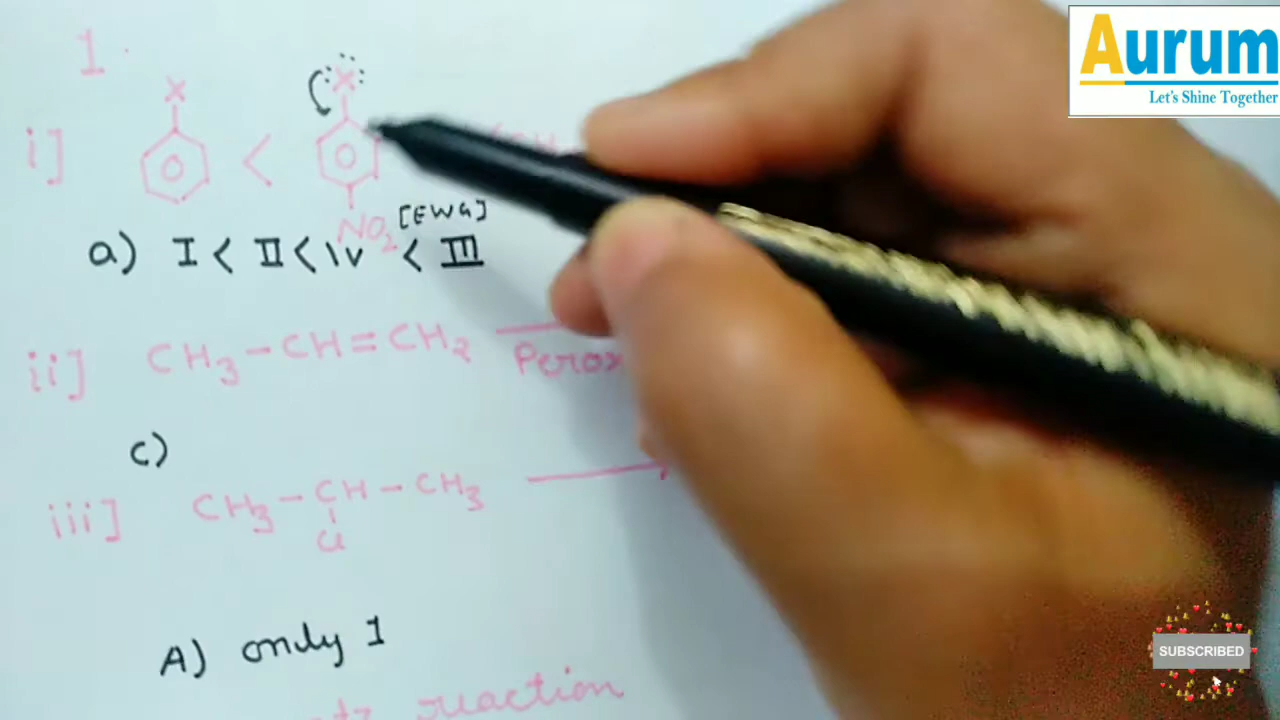 Aurum
Let's Shine Together
1.
i] X < X
NO2 [EWG]
a) I < II < IV < III
ii] CH3 - CH = CH2
c)
iii] CH3 - CH - CH3
Cl
A) only 1
reaction
SUBSCRIBED